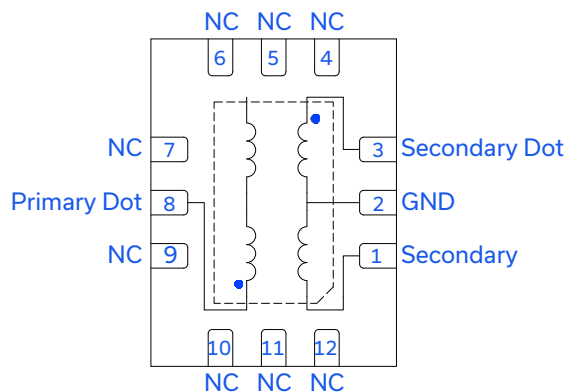 NC NC NC
6 5 4
NC 7 3 Secondary Dot
Primary Dot 8 2 GND
NC 9 1 Secondary
10 11 12
NC NC NC